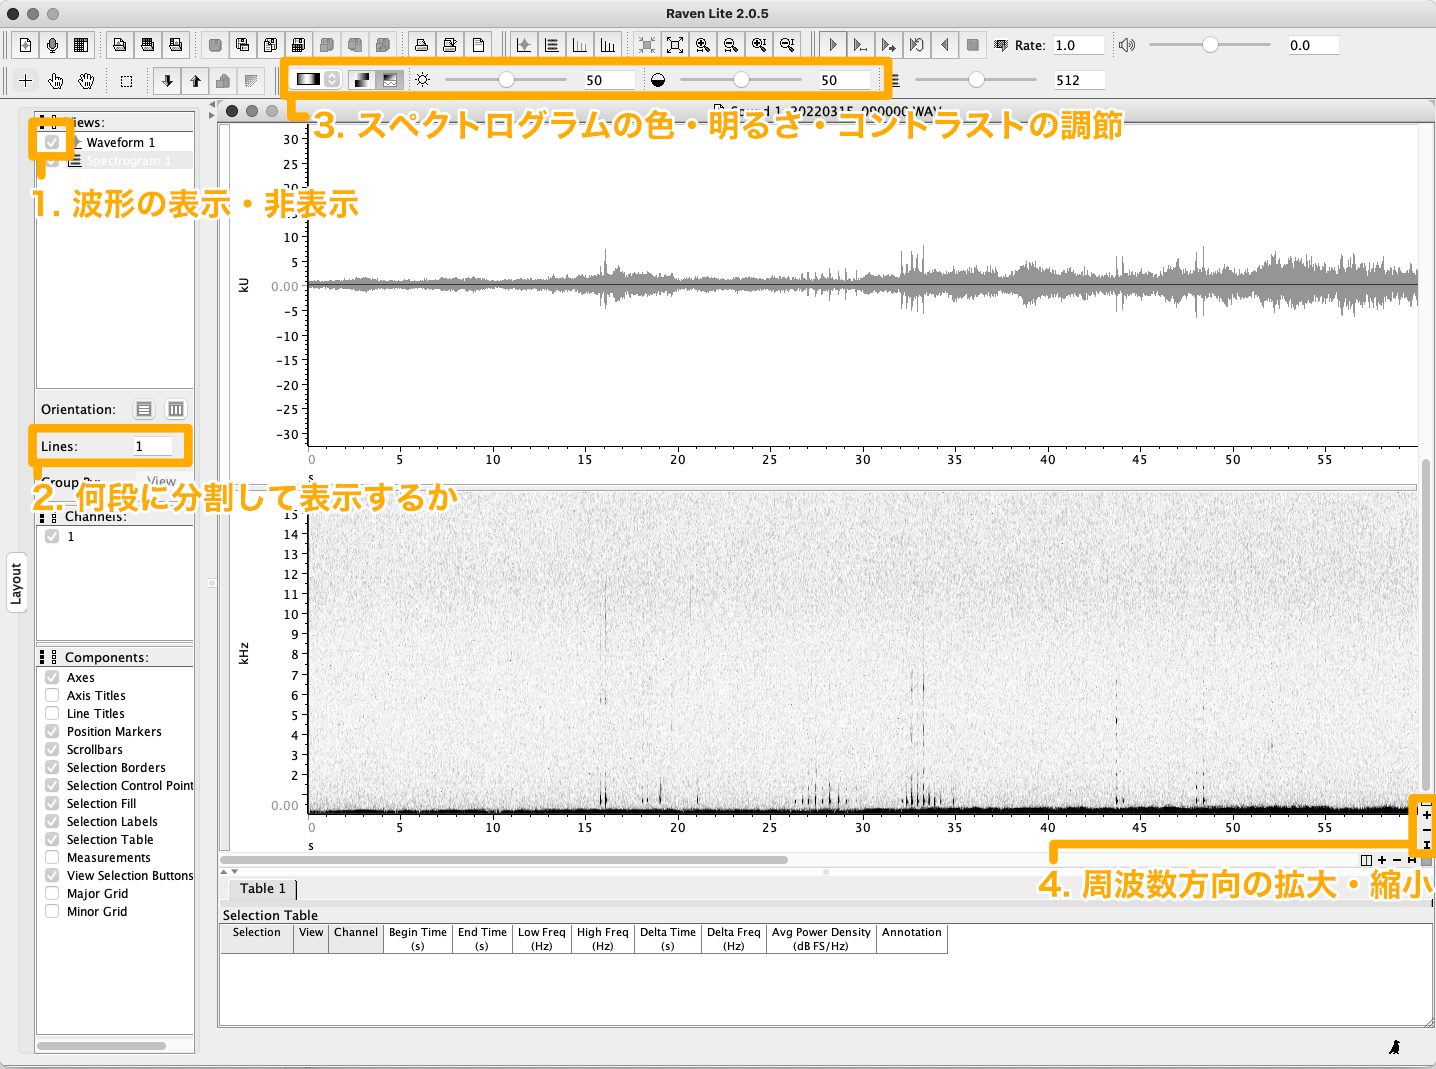 Raven Lite 2.0.5
Rate: 1.0
0.0
50
50
512
Sound 1: 20220315_000000.WAV
3. スペクトログラムの色・明るさ・コントラストの調節
Views:
Waveform 1
Spectrogram 1
1. 波形の表示・非表示
Orientation:
Lines: 1
Group By: View
2. 何段に分割して表示するか
Channels:
1
Layout
Components:
Axes
Axis Titles
Line Titles
Position Markers
Scrollbars
Selection Borders
Selection Control Point
Selection Fill
Selection Labels
Selection Table
Measurements
View Selection Buttons
Major Grid
Minor Grid
30
25
20
10
5
0.00
-5
-10
-15
-20
-25
-30
kU
0 5 10 15 20 25 30 35 40 45 50 55
s
15
14
13
12
11
10
9
8
7
6
5
4
3
2
0.00
kHz
0 5 10 15 20 25 30 35 40 45 50 55
s
4. 周波数方向の拡大・縮小
Table 1
Selection Table
Selection View Channel Begin Time (s) End Time (s) Low Freq (Hz) High Freq (Hz) Delta Time (s) Delta Freq (Hz) Avg Power Density (dB FS/Hz) Annotation